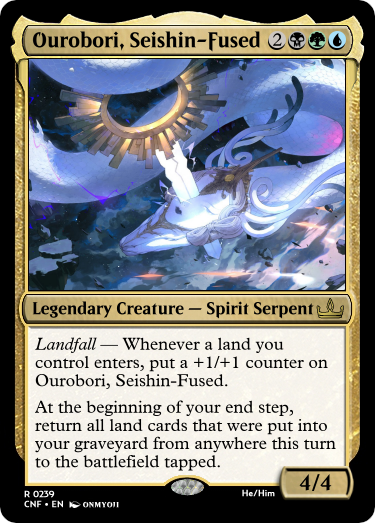 Ourobori, Seishin-Fused 2
Legendary Creature — Spirit Serpent
Landfall — Whenever a land you
control enters, put a +1/+1 counter on
Ourobori, Seishin-Fused.
At the beginning of your end step,
return all land cards that were put into
your graveyard from anywhere this turn
to the battlefield tapped.
4/4
R 0239 He/Him
CNF • EN ONMYOJI